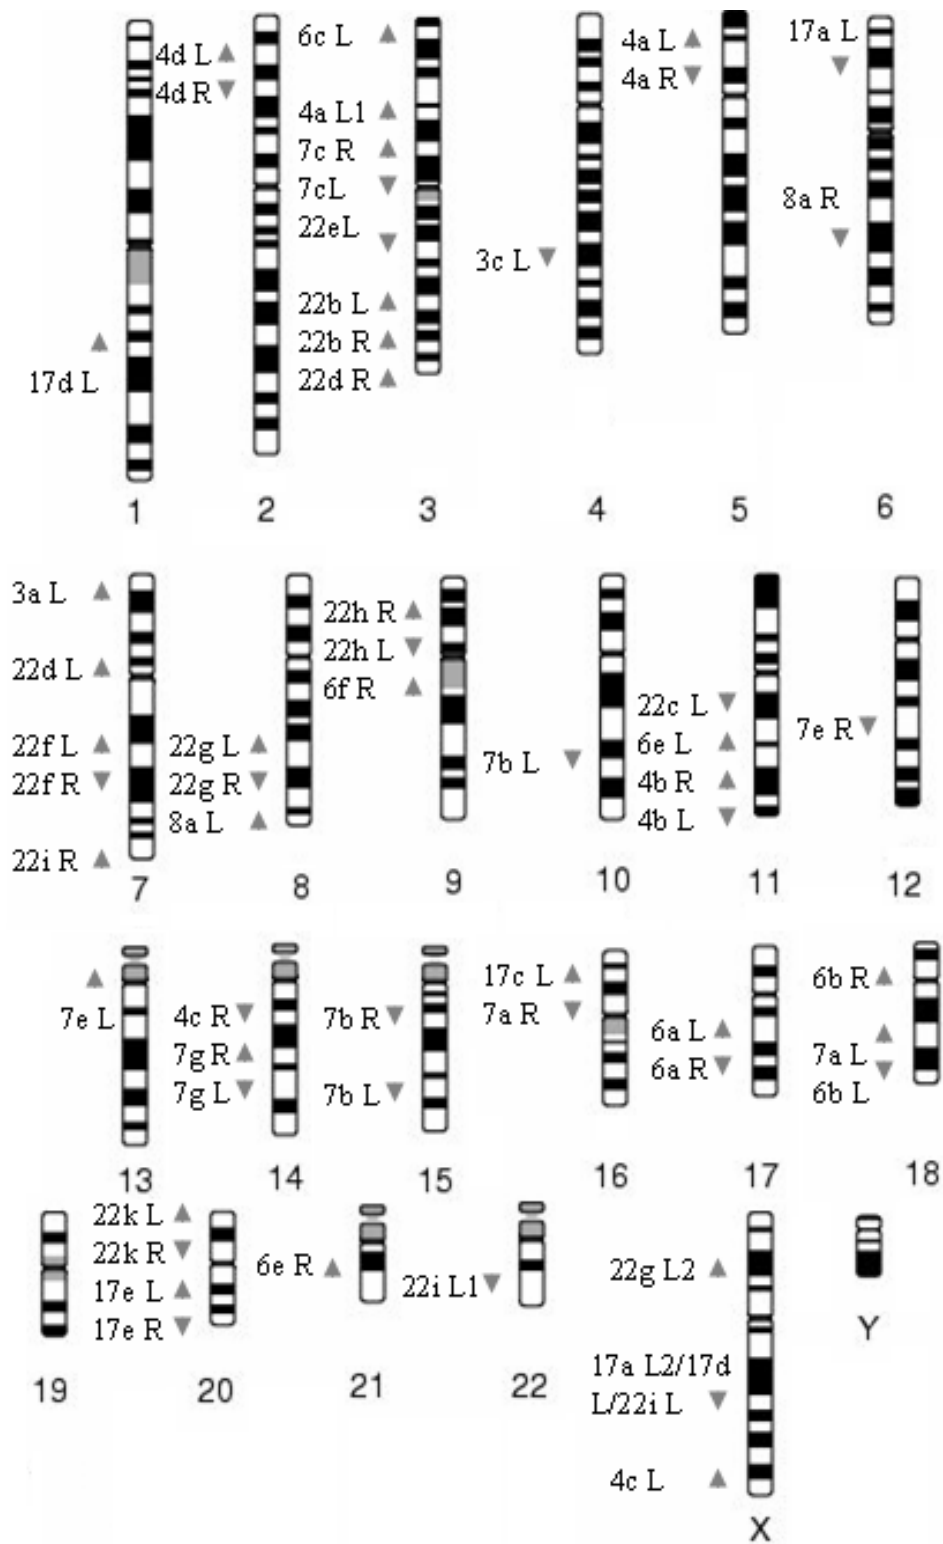 4d L
4d R
17d L
6c L
4a L1
7c R
7cL
22eL
22b L
22b R
22d R
3c L
4a L
4a R
17a L
8a R
1
2
3
4
5
6
3a L
22d L
22f L
22f R
22i R
22g L
22g R
8a L
22h R
22h L
6f R
7b L
22c L
6e L
4b R
4b L
7e R
7
8
9
10
11
12
7e L
4c R
7g R
7g L
7b R
7b L
17c L
7a R
6a L
6a R
6b R
7a L
6b L
13
14
15
16
17
18
22k L
22k R
17e L
17e R
6e R
22i L1
22g L2
17a L2/17d
L/22i L
4c L
19
20
21
22
X
Y